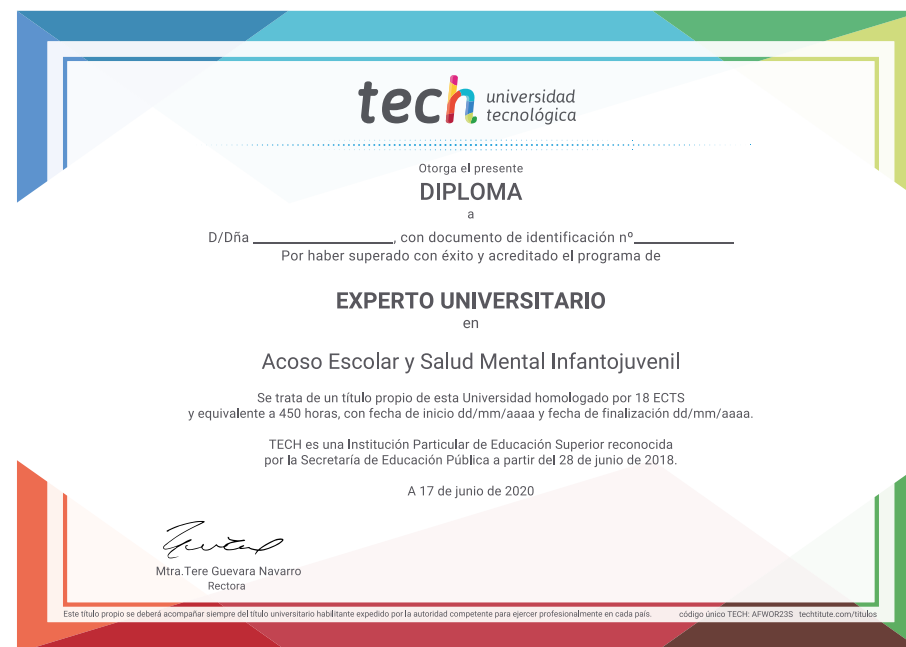 tech universidad
tecnológica
Otorga el presente
DIPLOMA
a
D/Dña ____________________, con documento de identificación nº______________
Por haber superado con éxito y acreditado el programa de
EXPERTO UNIVERSITARIO
en
Acoso Escolar y Salud Mental Infantojuvenil
Se trata de un título propio de esta Universidad homologado por 18 ECTS
y equivalente a 450 horas, con fecha de inicio dd/mm/aaaa y fecha de finalización dd/mm/aaaa.
TECH es una Institución Particular de Educación Superior reconocida
por la Secretaría de Educación Pública a partir del 28 de junio de 2018.
A 17 de junio de 2020
Mtra.Tere Guevara Navarro
Rectora
Este título propio se deberá acompañar siempre del título universitario habilitante expedido por la autoridad competente para ejercer profesionalmente en cada país. código único TECH: AFWOR23S techtitute.com/titulos